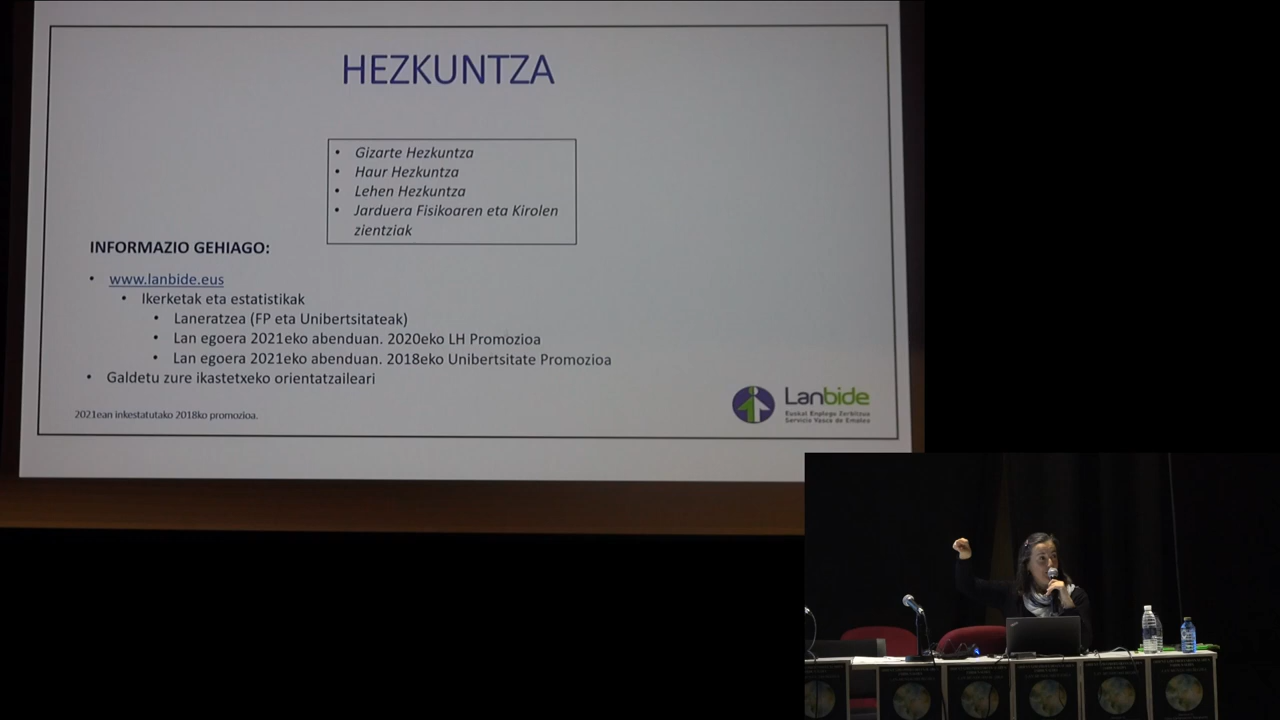 HEZKUNTZA
• Gizarte Hezkuntza
• Haur Hezkuntza
• Lehen Hezkuntza
• Jarduera Fisikoaren eta Kirolen
zientziak
INFORMAZIO GEHIAGO:
• www.lanbide.eus
• Ikerketak eta estatistikak
• Laneratzea (FP eta Unibertsitateak)
• Lan egoera 2021eko abenduan. 2020eko LH Promozioa
• Lan egoera 2021eko abenduan. 2018eko Unibertsitate Promozioa
• Galdetu zure ikastetxeko orientatzaileari
2021ean inkestatutako 2018ko promozioa.
Lanbide
Euskal Enplegu Zerbitzua
Servicio Vasco de Empleo